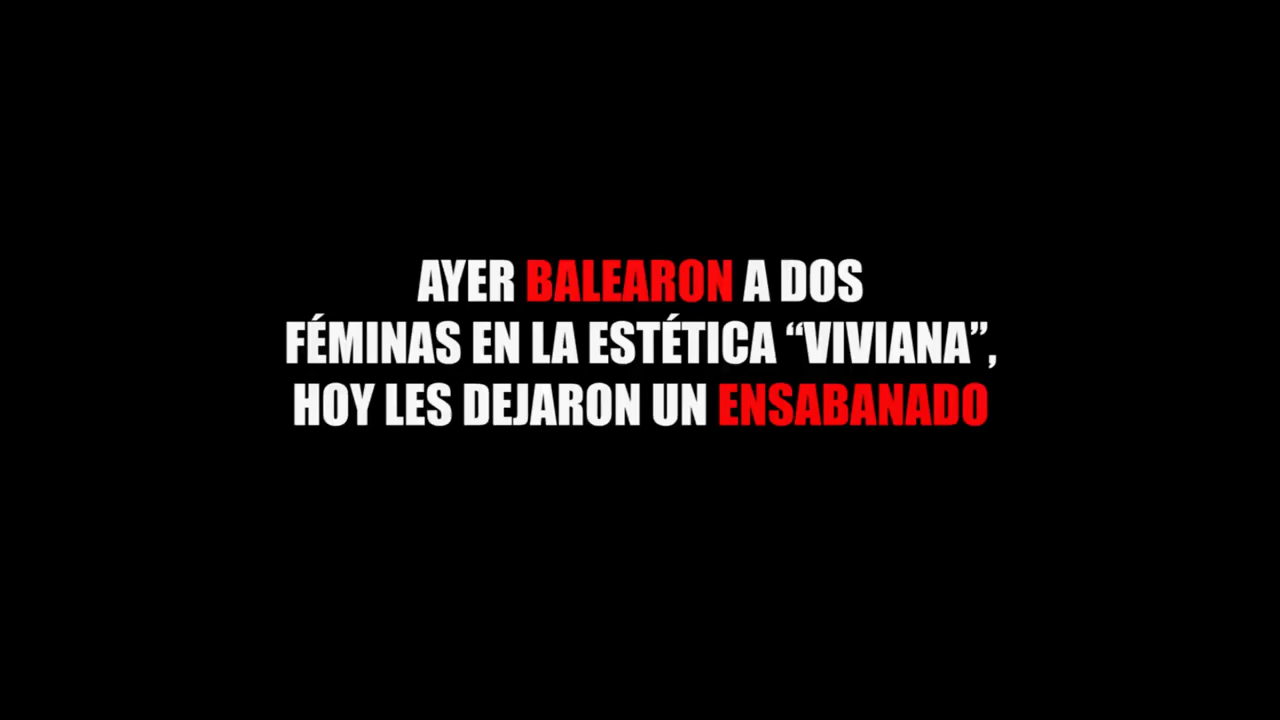 AYER BALEARON A DOS
FÉMINAS EN LA ESTÉTICA “VIVIANA”,
HOY LES DEJARON UN ENSABANADO